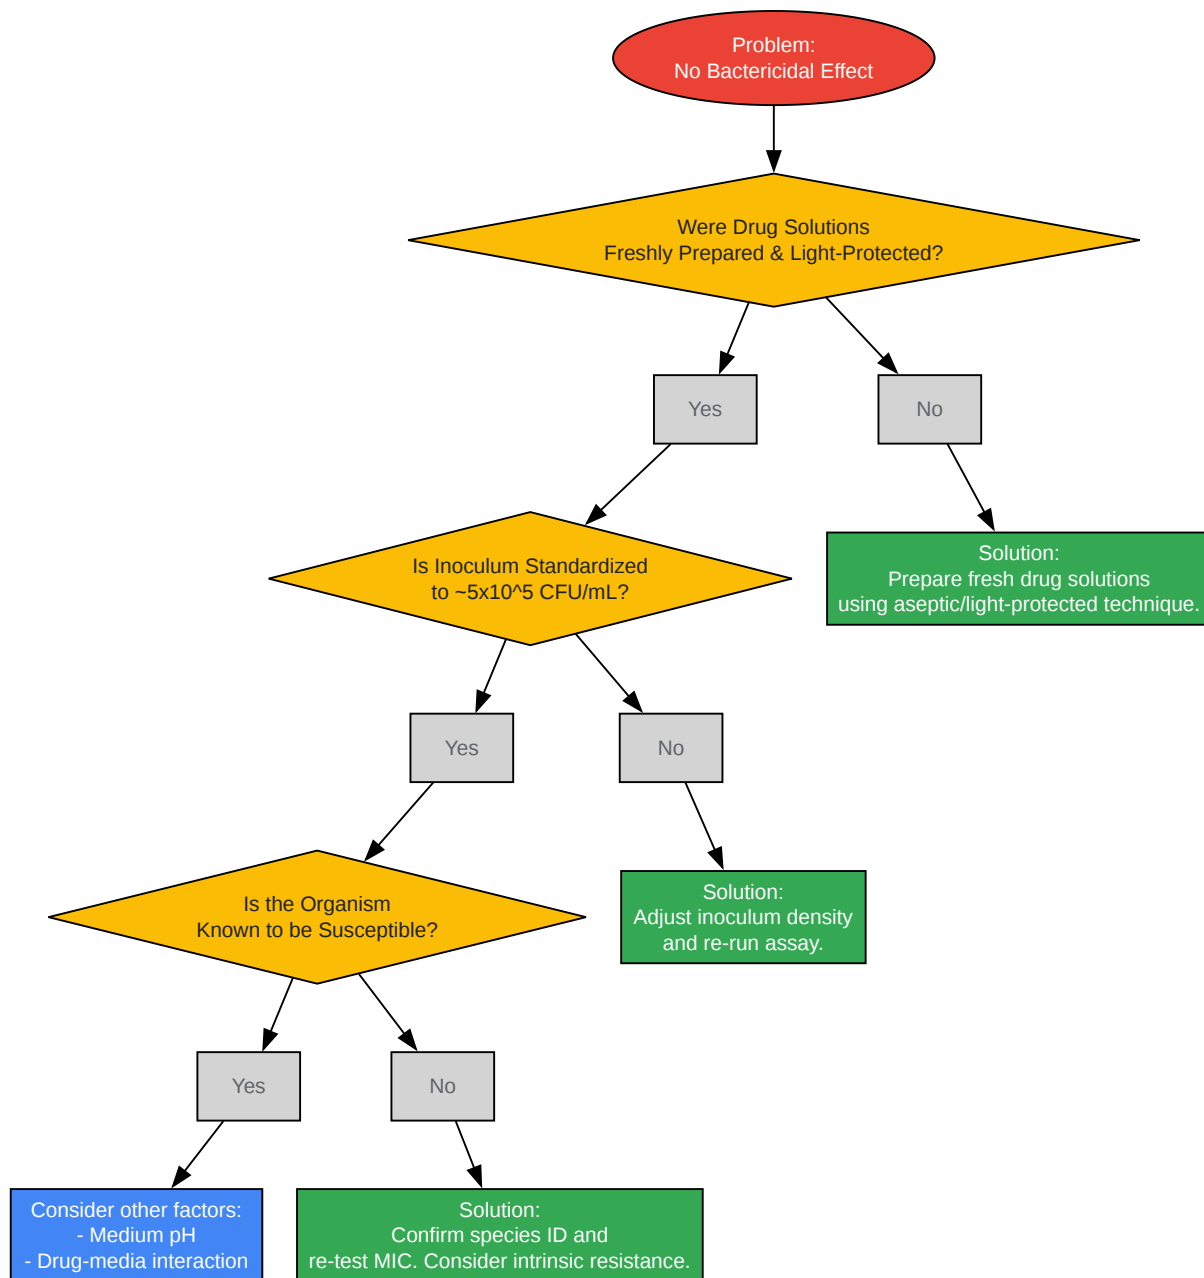 Problem:
No Bactericidal Effect
Were Drug Solutions
Freshly Prepared & Light-Protected?
Yes
No
Is Inoculum Standardized
to ~5x10^5 CFU/mL?
Solution:
Prepare fresh drug solutions
using aseptic/light-protected technique.
Yes
No
Is the Organism
Known to be Susceptible?
Solution:
Adjust inoculum density
and re-run assay.
Yes
No
Consider other factors:
- Medium pH
- Drug-media interaction
Solution:
Confirm species ID and
re-test MIC. Consider intrinsic resistance.